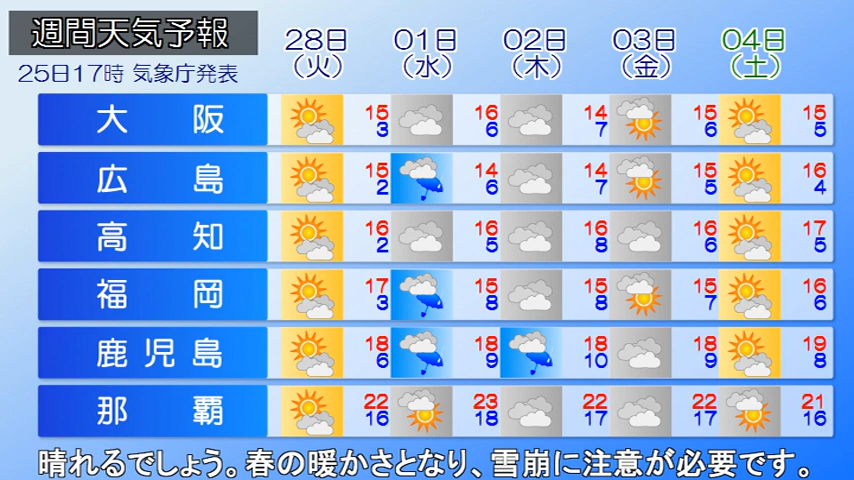 週間天気予報
25日17時 気象庁発表
28日 01日 02日 03日 04日
(火) (水) (木) (金) (土)
大阪 15 3 16 6 14 7 15 6 15 5
広島 15 2 14 6 14 7 15 5 16 4
高知 16 2 16 5 16 8 16 6 17 5
福岡 17 3 15 8 15 8 15 7 16 6
鹿児島 18 6 18 9 18 10 18 9 19 8
那覇 22 16 23 18 22 17 22 17 21 16
晴れるでしょう。春の暖かさとなり、雪崩に注意が必要です。